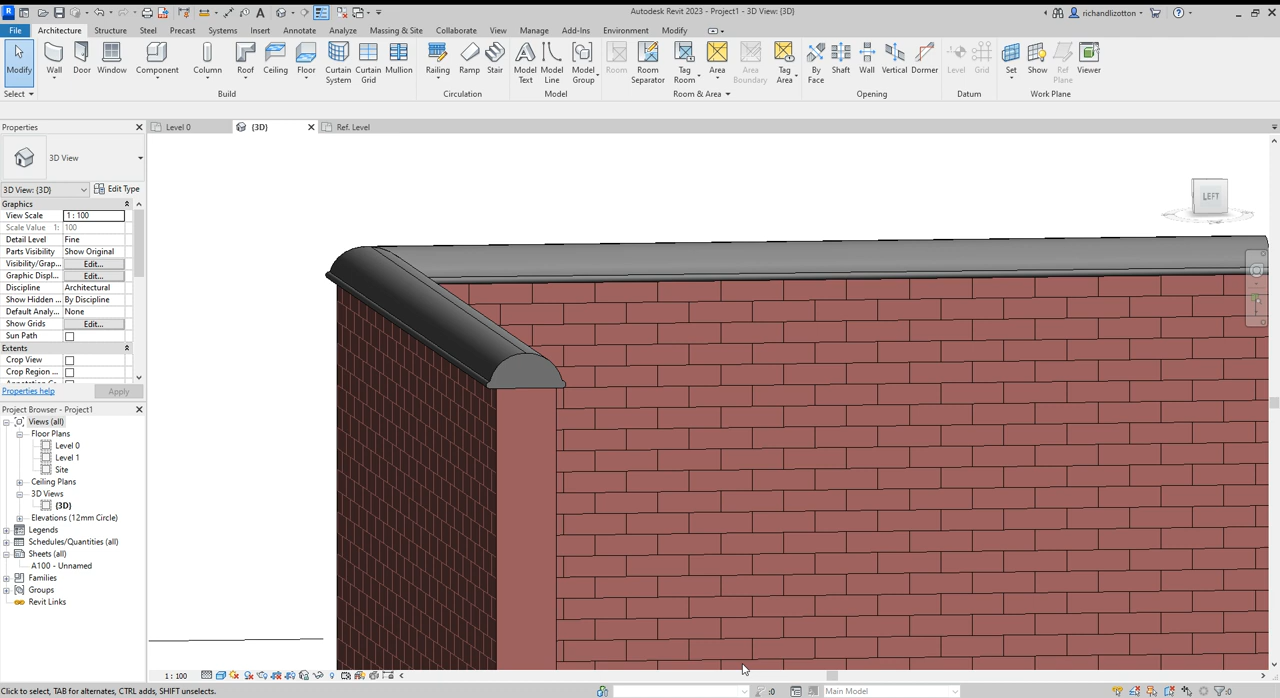 R
Autodesk Revit 2023 - Project1 - 3D View: {3D}
richandlizotton
File
Architecture
Structure
Steel
Precast
Systems
Insert
Annotate
Analyze
Massing & Site
Collaborate
View
Manage
Add-Ins
Environment
Modify
Modify
Wall
Door
Window
Component
Column
Roof
Ceiling
Floor
Curtain System
Curtain Grid
Mullion
Railing
Ramp
Stair
Model Text
Model Line
Model Group
Room
Room Separator
Tag Room
Area
Area Boundary
Tag Area
By Face
Shaft
Wall
Vertical
Dormer
Level
Grid
Set
Show
Ref Plane
Viewer
Select
Build
Circulation
Model
Room & Area
Opening
Datum
Work Plane
Properties
Level 0
{3D}
Ref. Level
3D View
3D View: {3D}
Edit Type
Graphics
View Scale
1 : 100
Scale Value 1:
100
Detail Level
Fine
Parts Visibility
Show Original
Visibility/Grap...
Edit...
Graphic Displ...
Edit...
Discipline
Architectural
Show Hidden ...
By Discipline
Default Analy...
None
Show Grids
Edit...
Sun Path
Extents
Crop View
Crop Region ...
Properties help
Apply
Project Browser - Project1
Views (all)
Floor Plans
Level 0
Level 1
Site
Ceiling Plans
3D Views
{3D}
Elevations (12mm Circle)
Legends
Schedules/Quantities (all)
Sheets (all)
A100 - Unnamed
Families
Groups
Revit Links
LEFT
1 : 100
Click to select, TAB for alternates, CTRL adds, SHIFT unselects.
:0
Main Model
:0